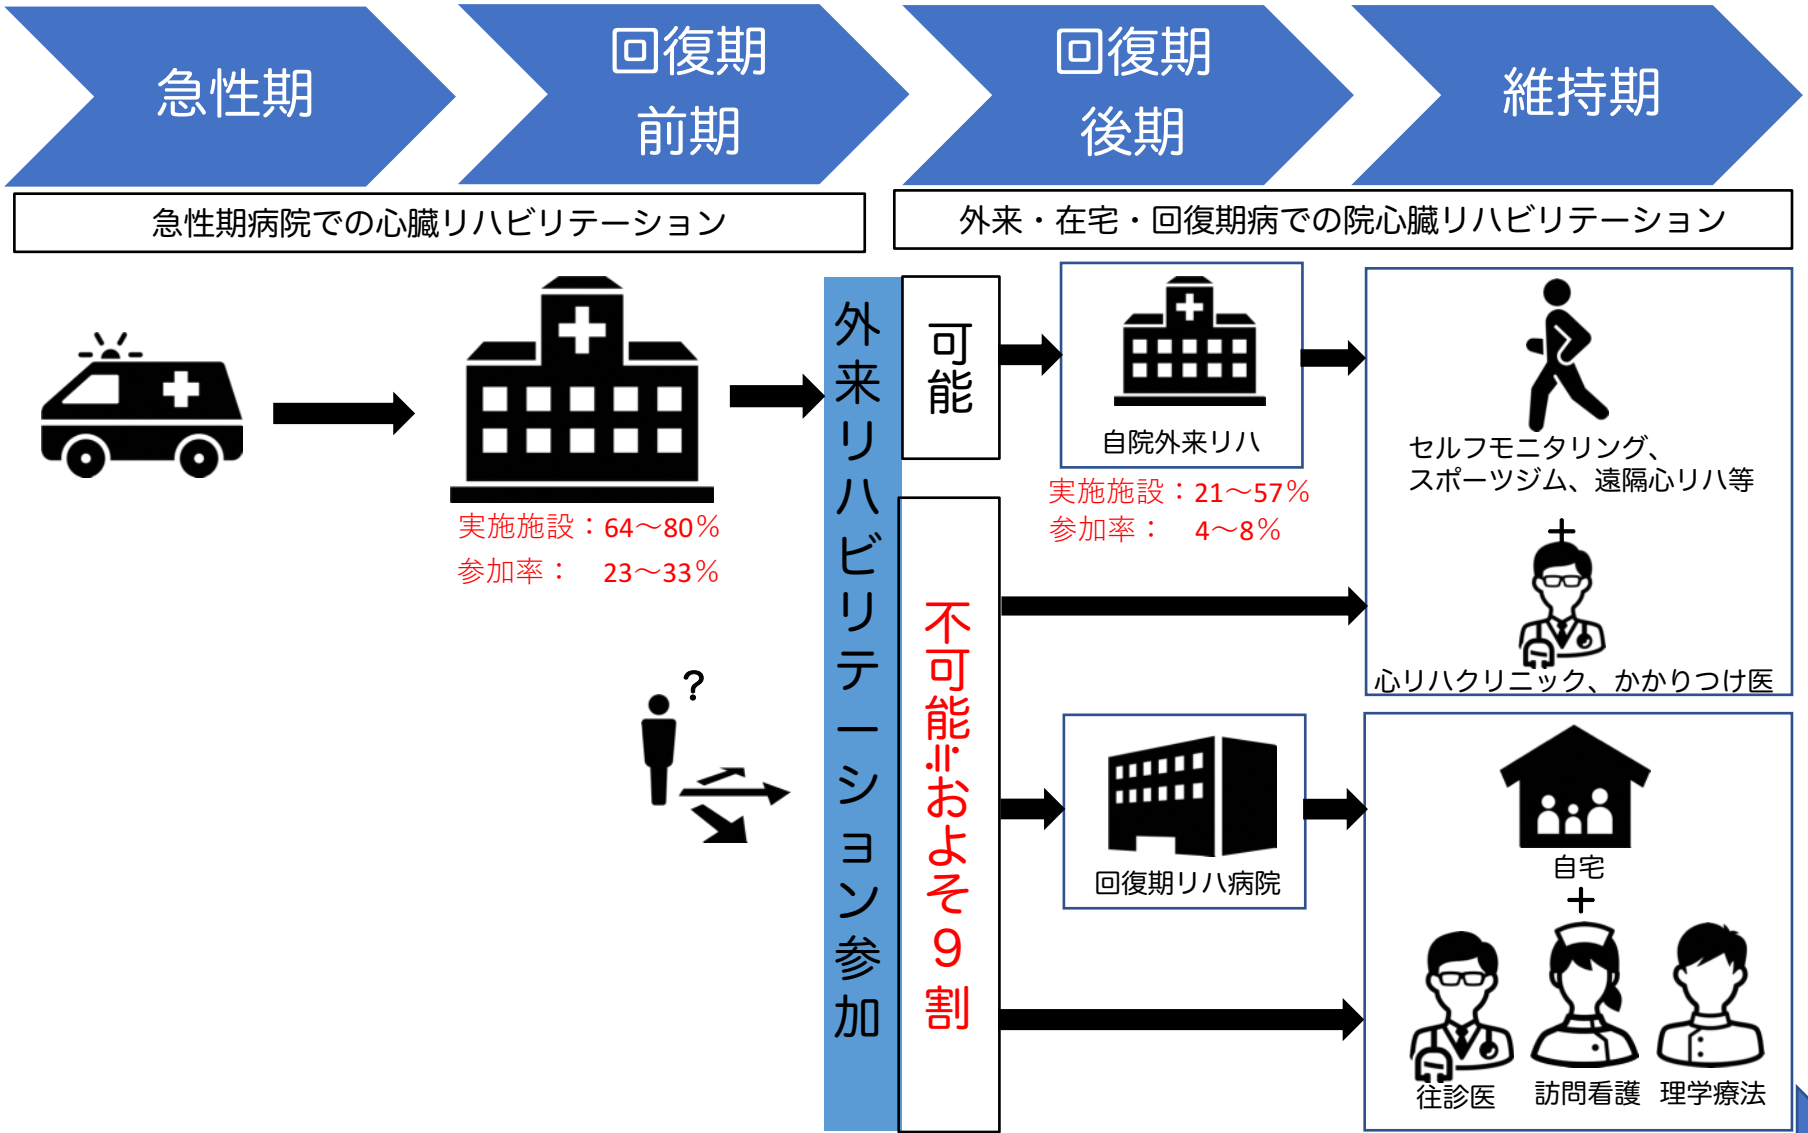 急性期
回復期
前期
回復期
後期
維持期
急性期病院での心臓リハビリテーション
外来・在宅・回復期病での院心臓リハビリテーション
実施施設：64～80％
参加率：　23～33％
?
外来リハビリテーション参加
可能
不可能≒およそ９割
自院外来リハ
実施施設：21～57％
参加率：　4～8％
セルフモニタリング、
スポーツジム、遠隔心リハ等
+
心リハクリニック、かかりつけ医
回復期リハ病院
自宅
+
往診医
訪問看護
理学療法